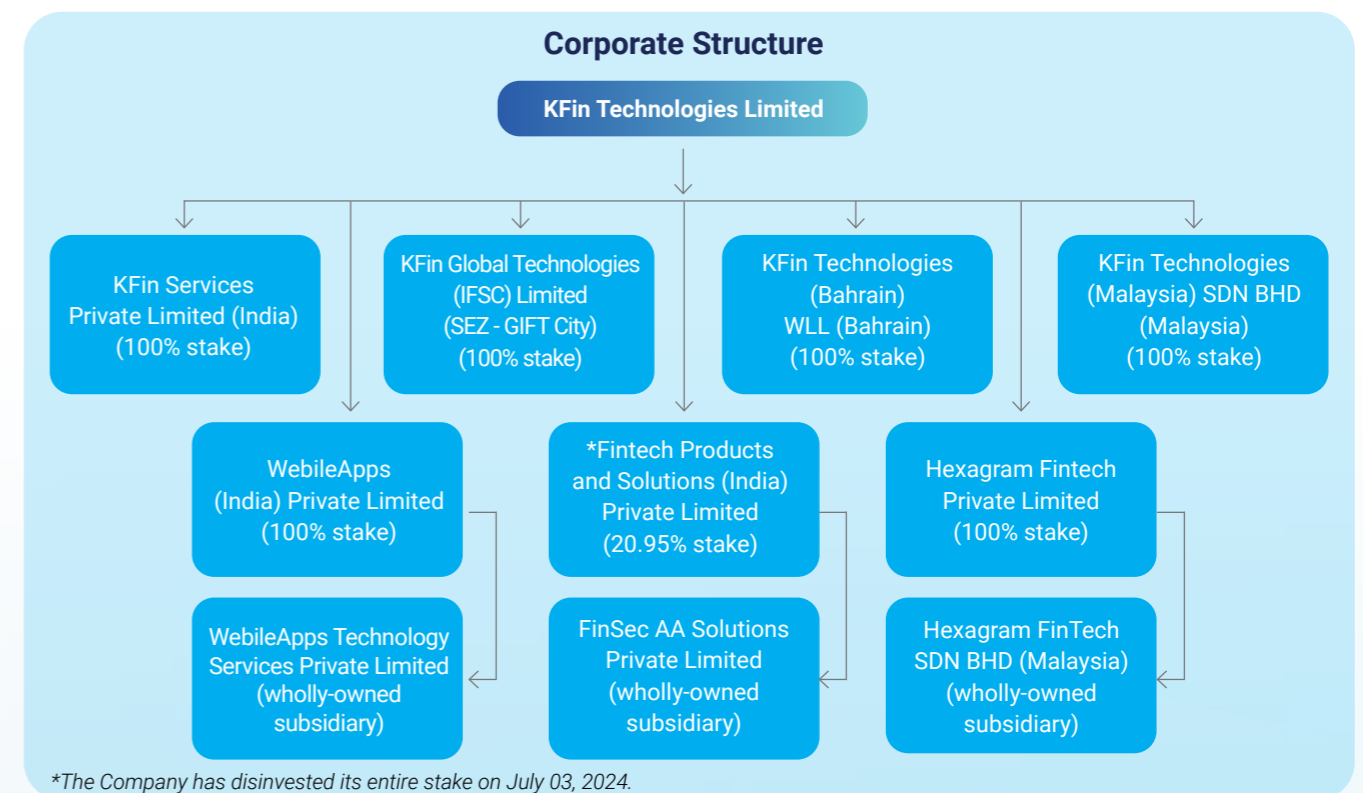 Corporate Structure
KFin Technologies Limited
KFin Services
Private Limited (India)
(100% stake)
KFin Global Technologies
(IFSC) Limited
(SEZ - GIFT City)
(100% stake)
KFin Technologies
(Bahrain)
WLL (Bahrain)
(100% stake)
KFin Technologies
(Malaysia) SDN BHD
(Malaysia)
(100% stake)
WebileApps
(India) Private Limited
(100% stake)
*Fintech Products
and Solutions (India)
Private Limited
(20.95% stake)
Hexagram Fintech
Private Limited
(100% stake)
WebileApps Technology
Services Private Limited
(wholly-owned
subsidiary)
FinSec AA Solutions
Private Limited
(wholly-owned
subsidiary)
Hexagram FinTech
SDN BHD (Malaysia)
(wholly-owned
subsidiary)
*The Company has disinvested its entire stake on July 03, 2024.